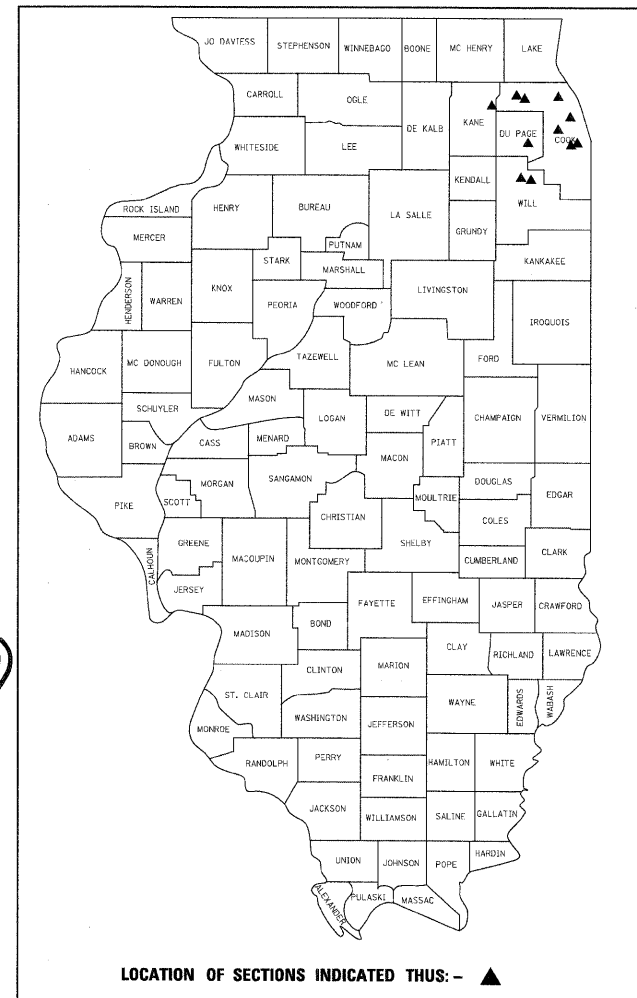 JO DAVIESS
STEPHENSON
WINNEBAGO
BOONE
MC HENRY
LAKE
CARROLL
OGLE
DE KALB
KANE
DU PAGE
COOK
WHITESIDE
LEE
KENDALL
WILL
ROCK ISLAND
HENRY
BUREAU
LA SALLE
GRUNDY
MERCER
PUTNAM
STARK
MARSHALL
KANKAKEE
HENDERSON
WARREN
KNOX
PEORIA
WOODFORD
LIVINGSTON
IROQUOIS
HANCOCK
MC DONOUGH
FULTON
TAZEWELL
MC LEAN
FORD
MASON
SCHUYLER
LOGAN
DE WITT
CHAMPAIGN
VERMILION
ADAMS
BROWN
CASS
MENARD
MACON
PIATT
MORGAN
SANGAMON
DOUGLAS
EDGAR
PIKE
SCOTT
CHRISTIAN
MOULTRIE
COLES
GREENE
MACOUPIN
MONTGOMERY
SHELBY
CUMBERLAND
CLARK
CALHOUN
JERSEY
FAYETTE
EFFINGHAM
JASPER
CRAWFORD
MADISON
BOND
CLAY
RICHLAND
LAWRENCE
CLINTON
MARION
ST. CLAIR
WAYNE
EDWARDS
WABASH
WASHINGTON
JEFFERSON
MONROE
RANDOLPH
PERRY
HAMILTON
WHITE
FRANKLIN
JACKSON
WILLIAMSON
SALINE
GALLATIN
UNION
JOHNSON
POPE
HARDIN
ALEXANDER
PULASKI
MASSAC
LOCATION OF SECTIONS INDICATED THUS: - ▲